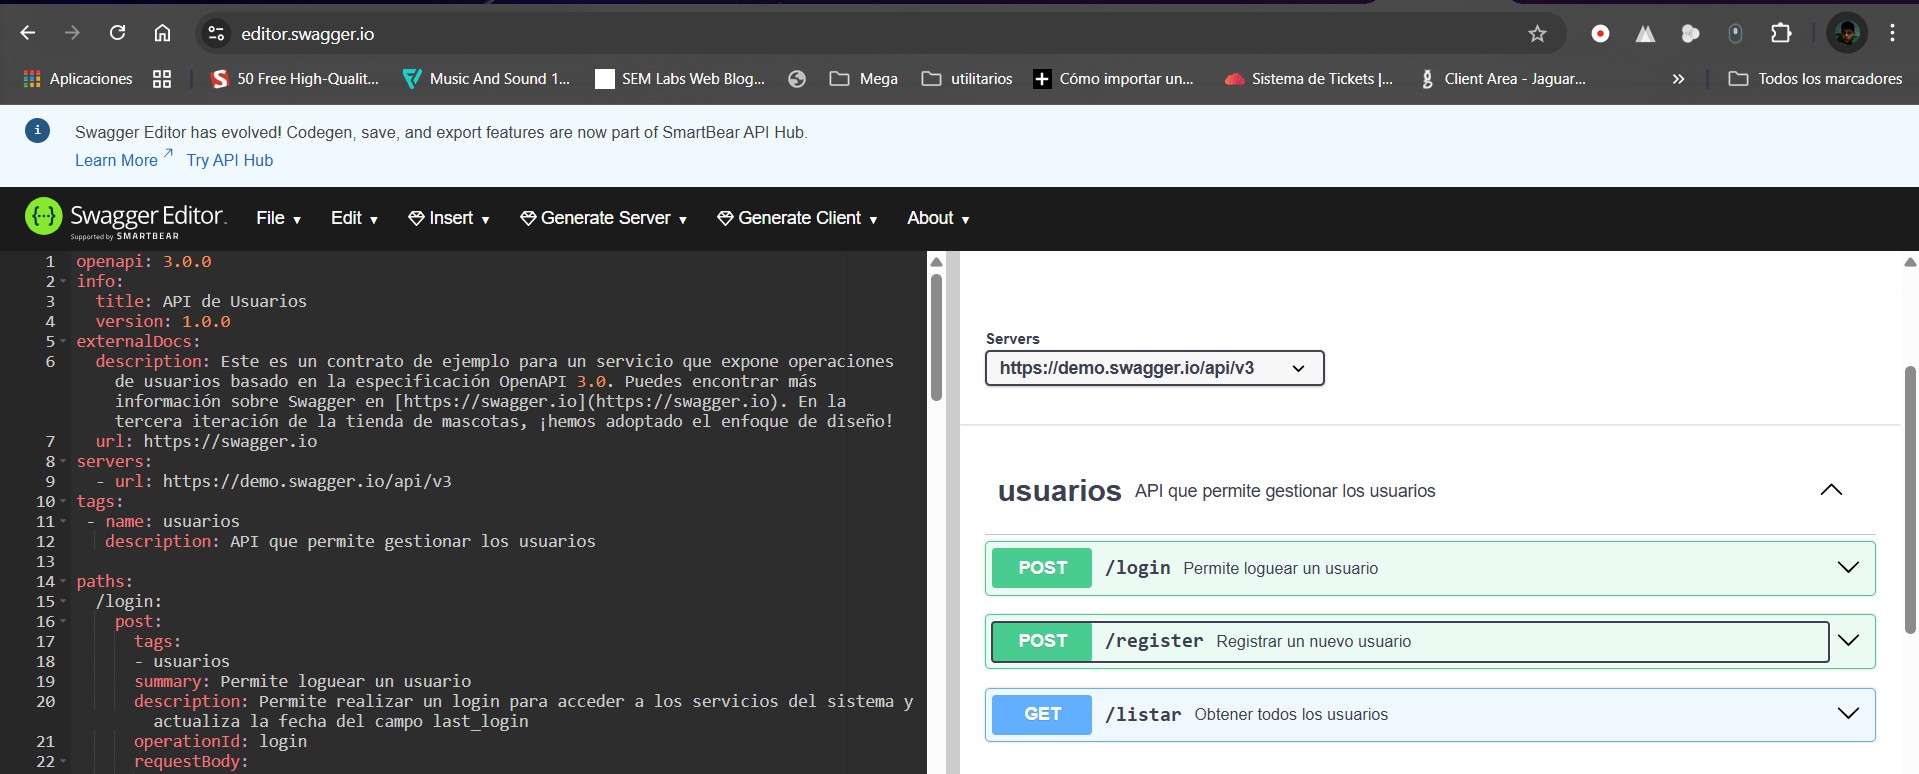 editor.swagger.io
Aplicaciones
50 Free High-Qualit...
Music And Sound 1...
SEM Labs Web Blog...
Mega
utilitarios
Cómo importar un...
Sistema de Tickets |...
Client Area - Jaguar...
»
Todos los marcadores
Swagger Editor has evolved! Codegen, save, and export features are now part of SmartBear API Hub.
Learn More Try API Hub
Swagger Editor.
Supported by SMARTBEAR
File
Edit
Insert
Generate Server
Generate Client
About
1 openapi: 3.0.0
2 info:
3 title: API de Usuarios
4 version: 1.0.0
5 externalDocs:
6 description: Este es un contrato de ejemplo para un servicio que expone operaciones
de usuarios basado en la especificación OpenAPI 3.0. Puedes encontrar más
información sobre Swagger en [https://swagger.io](https://swagger.io). En la
tercera iteración de la tienda de mascotas, ¡hemos adoptado el enfoque de diseño!
7 url: https://swagger.io
8 servers:
9 - url: https://demo.swagger.io/api/v3
10 tags:
11 - name: usuarios
12 description: API que permite gestionar los usuarios
13
14 paths:
15 /login:
16 post:
17 tags:
18 - usuarios
19 summary: Permite loguear un usuario
20 description: Permite realizar un login para acceder a los servicios del sistema y
actualiza la fecha del campo last_login
21 operationId: login
22 requestBody:
Servers
https://demo.swagger.io/api/v3
usuarios API que permite gestionar los usuarios
POST /login Permite loguear un usuario
POST /register Registrar un nuevo usuario
GET /listar Obtener todos los usuarios